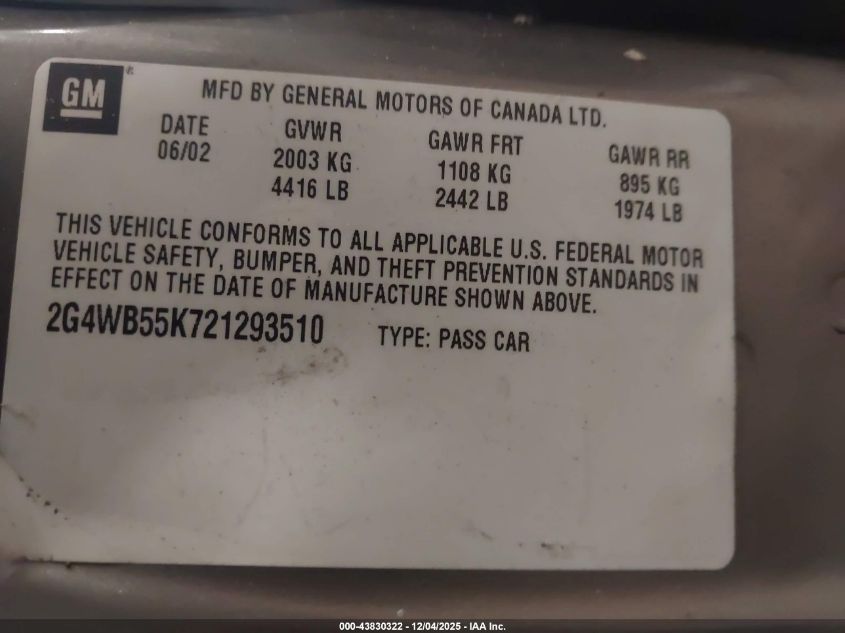 GM
MFD BY GENERAL MOTORS OF CANADA LTD.
DATE GVWR GAWR FRT GAWR RR
06/02 2003 KG 1108 KG 895 KG
4416 LB 2442 LB 1974 LB
THIS VEHICLE CONFORMS TO ALL APPLICABLE U.S. FEDERAL MOTOR
VEHICLE SAFETY, BUMPER, AND THEFT PREVENTION STANDARDS IN
EFFECT ON THE DATE OF MANUFACTURE SHOWN ABOVE.
2G4WB55K721293510 TYPE: PASS CAR
000-43830322 - 12/04/2025 - IAA Inc.